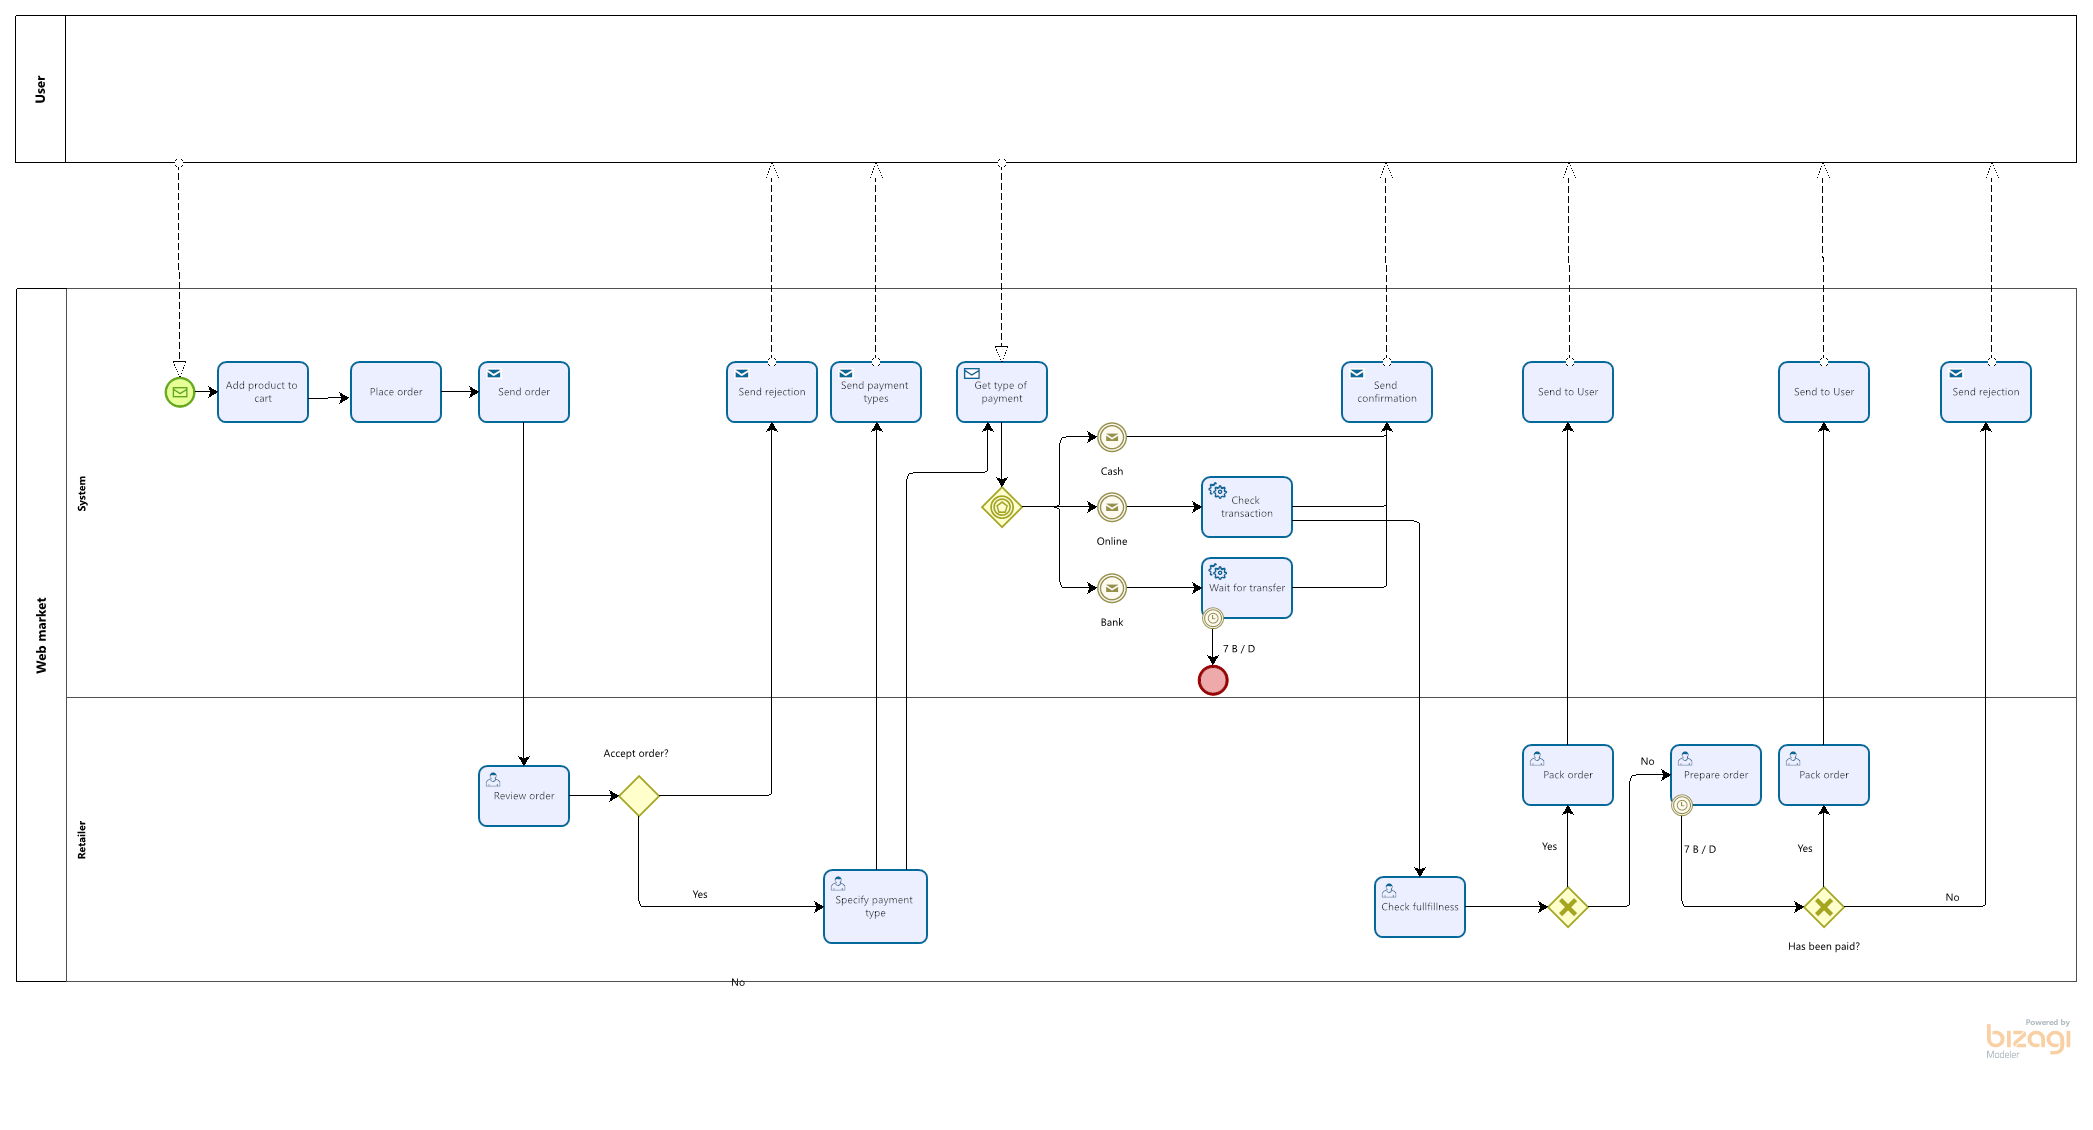 User
Web market
System
Retailer
Add product to
cart
Place order
Send order
Send rejection
Send payment
types
Get type of
payment
Send
confirmation
Send to User
Send to User
Send rejection
Cash
Online
Bank
Check
transaction
Wait for transfer
7 B / D
Accept order?
Review order
Yes
Specify payment
type
No
Check fullfillness
Pack order
Yes
No
Prepare order
7 B / D
Pack order
Yes
No
Has been paid?
Powered by
bizagi
Modeler